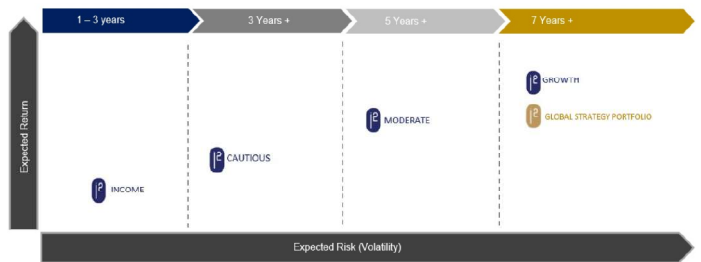 1 – 3 years
3 Years +
5 Years +
7 Years +
Expected Return
GROWTH
GLOBAL STRATEGY PORTFOLIO
MODERATE
CAUTIOUS
INCOME
Expected Risk (Volatility)